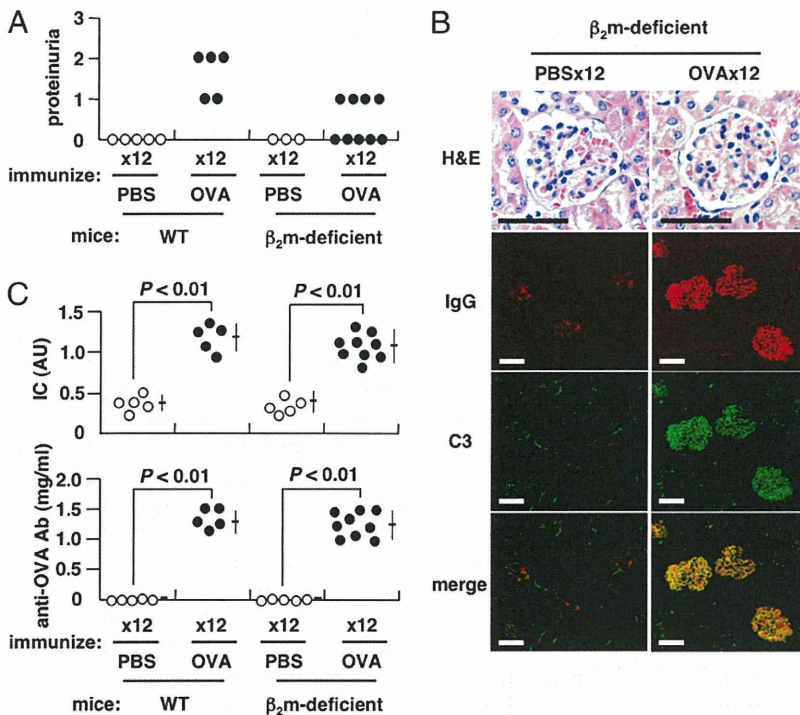 A
proteinuria
3
2
1
0
x12 x12 x12 x12
immunize:
PBS OVA PBS OVA
mice: WT β₂m-deficient
B
β₂m-deficient
PBSx12 OVAx12
H&E
IgG
C3
merge
C
P < 0.01 P < 0.01
IC (AU)
1.5
1.0
0.5
0
P < 0.01 P < 0.01
anti-OVA Ab (mg/ml)
2.0
1.5
1.0
0.5
0
x12 x12 x12 x12
immunize:
PBS OVA PBS OVA
mice: WT β₂m-deficient